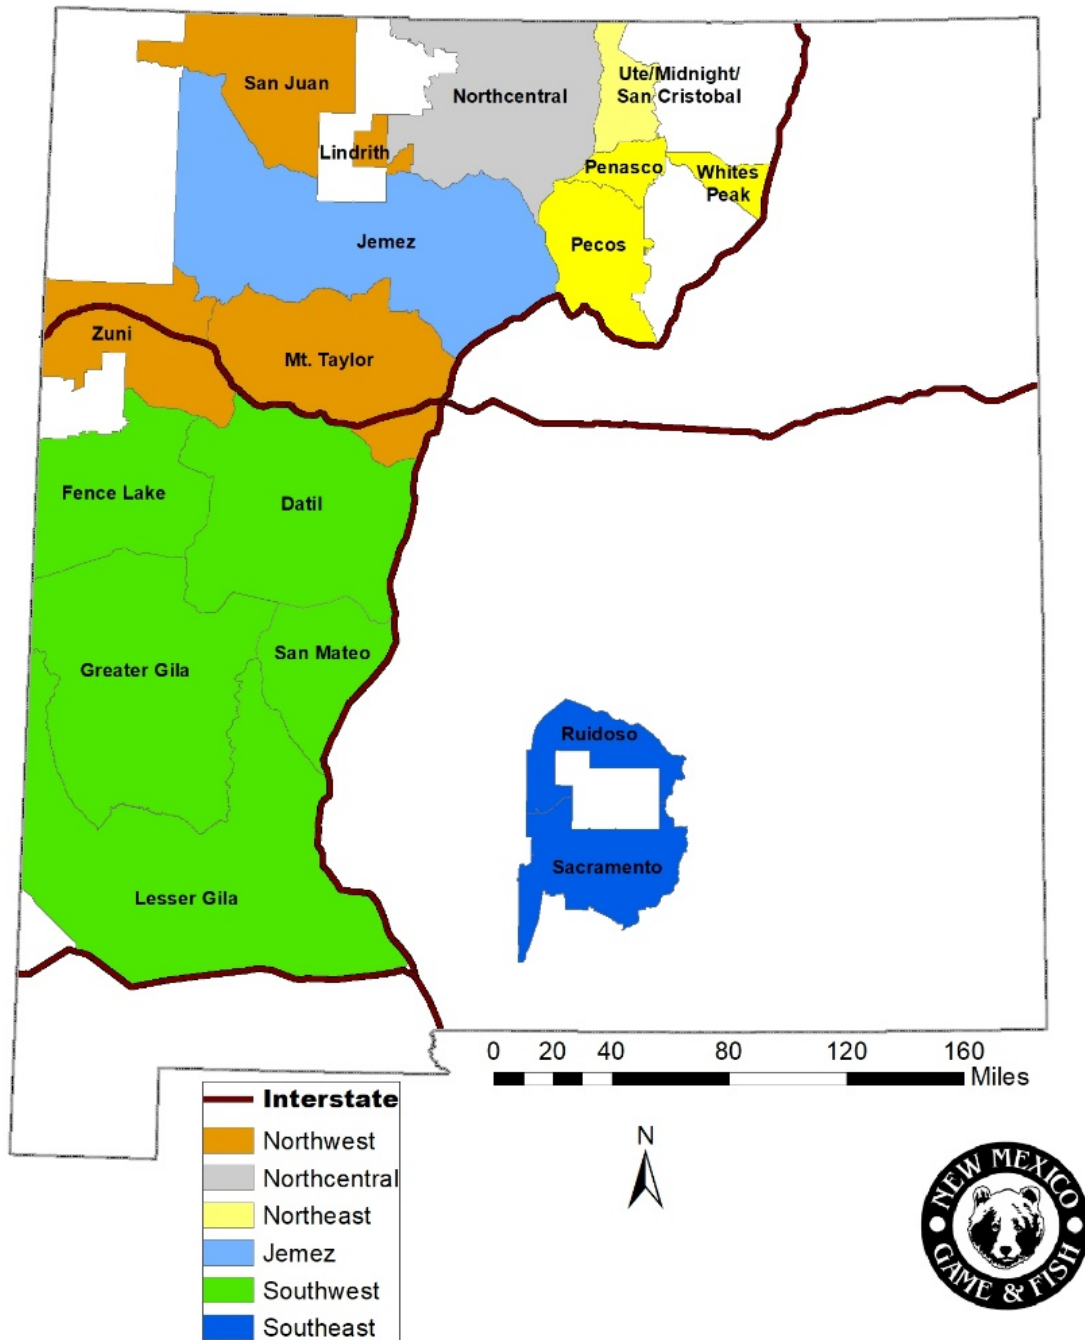 San Juan
Northcentral
Ute/Midnight/
San Cristobal
Lindrith
Penasco
Whites
Peak
Jemez
Pecos
Zuni
Mt. Taylor
Fence Lake
Datil
Greater Gila
San Mateo
Ruidoso
Sacramento
Lesser Gila
0 20 40 80 120 160
Miles
Interstate
Northwest
Northcentral
Northeast
Jemez
Southwest
Southeast
N
NEW MEXICO
GAME & FISH